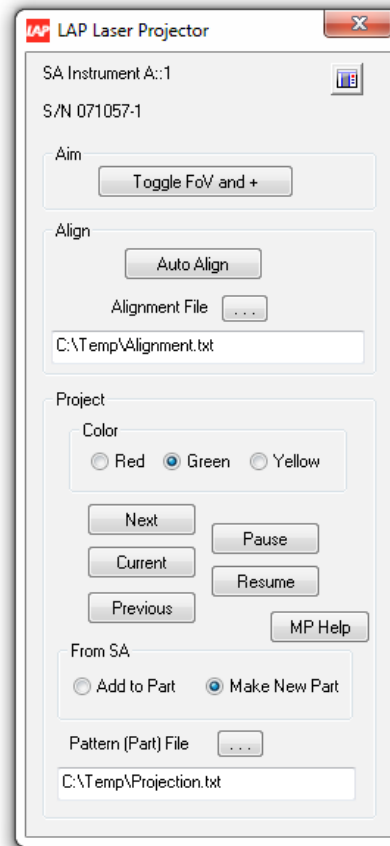 LAP LAP Laser Projector
SA Instrument A::1
S/N 071057-1
Aim
Toggle FoV and +
Align
Auto Align
Alignment File ...
C:\Temp\Alignment.txt
Project
Color
Red Green Yellow
Next
Pause
Current
Resume
Previous
MP Help
From SA
Add to Part Make New Part
Pattern (Part) File ...
C:\Temp\Projection.txt